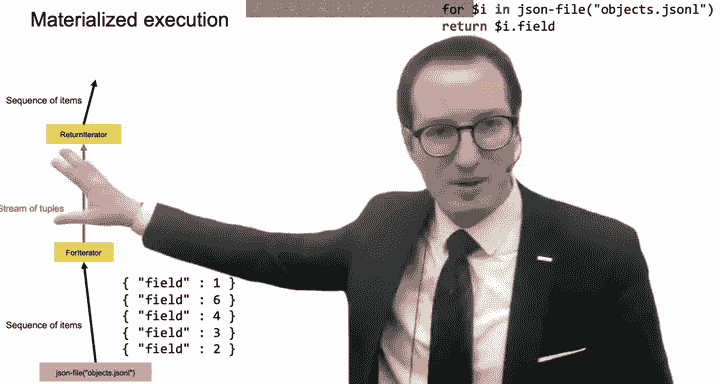 Materialized execution
for $i in json-file("objects.jsonl")
return $i.field
Sequence of items
ReturnIterator
Stream of tuples
ForIterator
{ "field" : 1 }
{ "field" : 6 }
{ "field" : 4 }
{ "field" : 3 }
{ "field" : 2 }
Sequence of items
json-file("objects.jsonl")